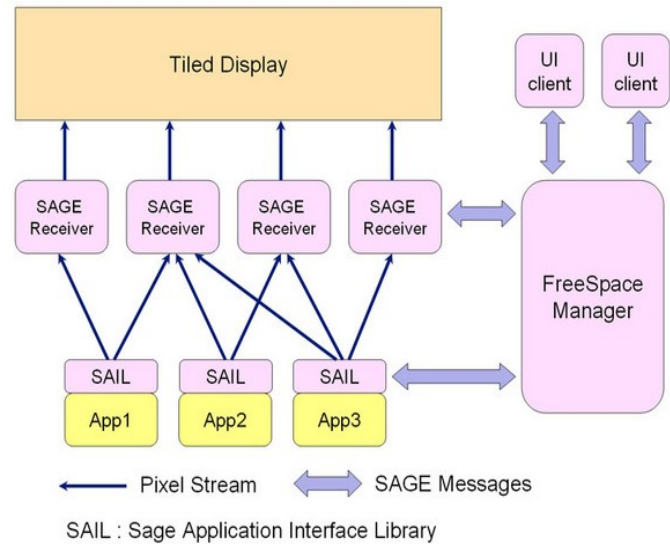 Tiled Display
UI
client
UI
client
SAGE
Receiver
SAGE
Receiver
SAGE
Receiver
SAGE
Receiver
FreeSpace
Manager
SAIL
SAIL
SAIL
App1
App2
App3
Pixel Stream
SAGE Messages
SAIL : Sage Application Interface Library